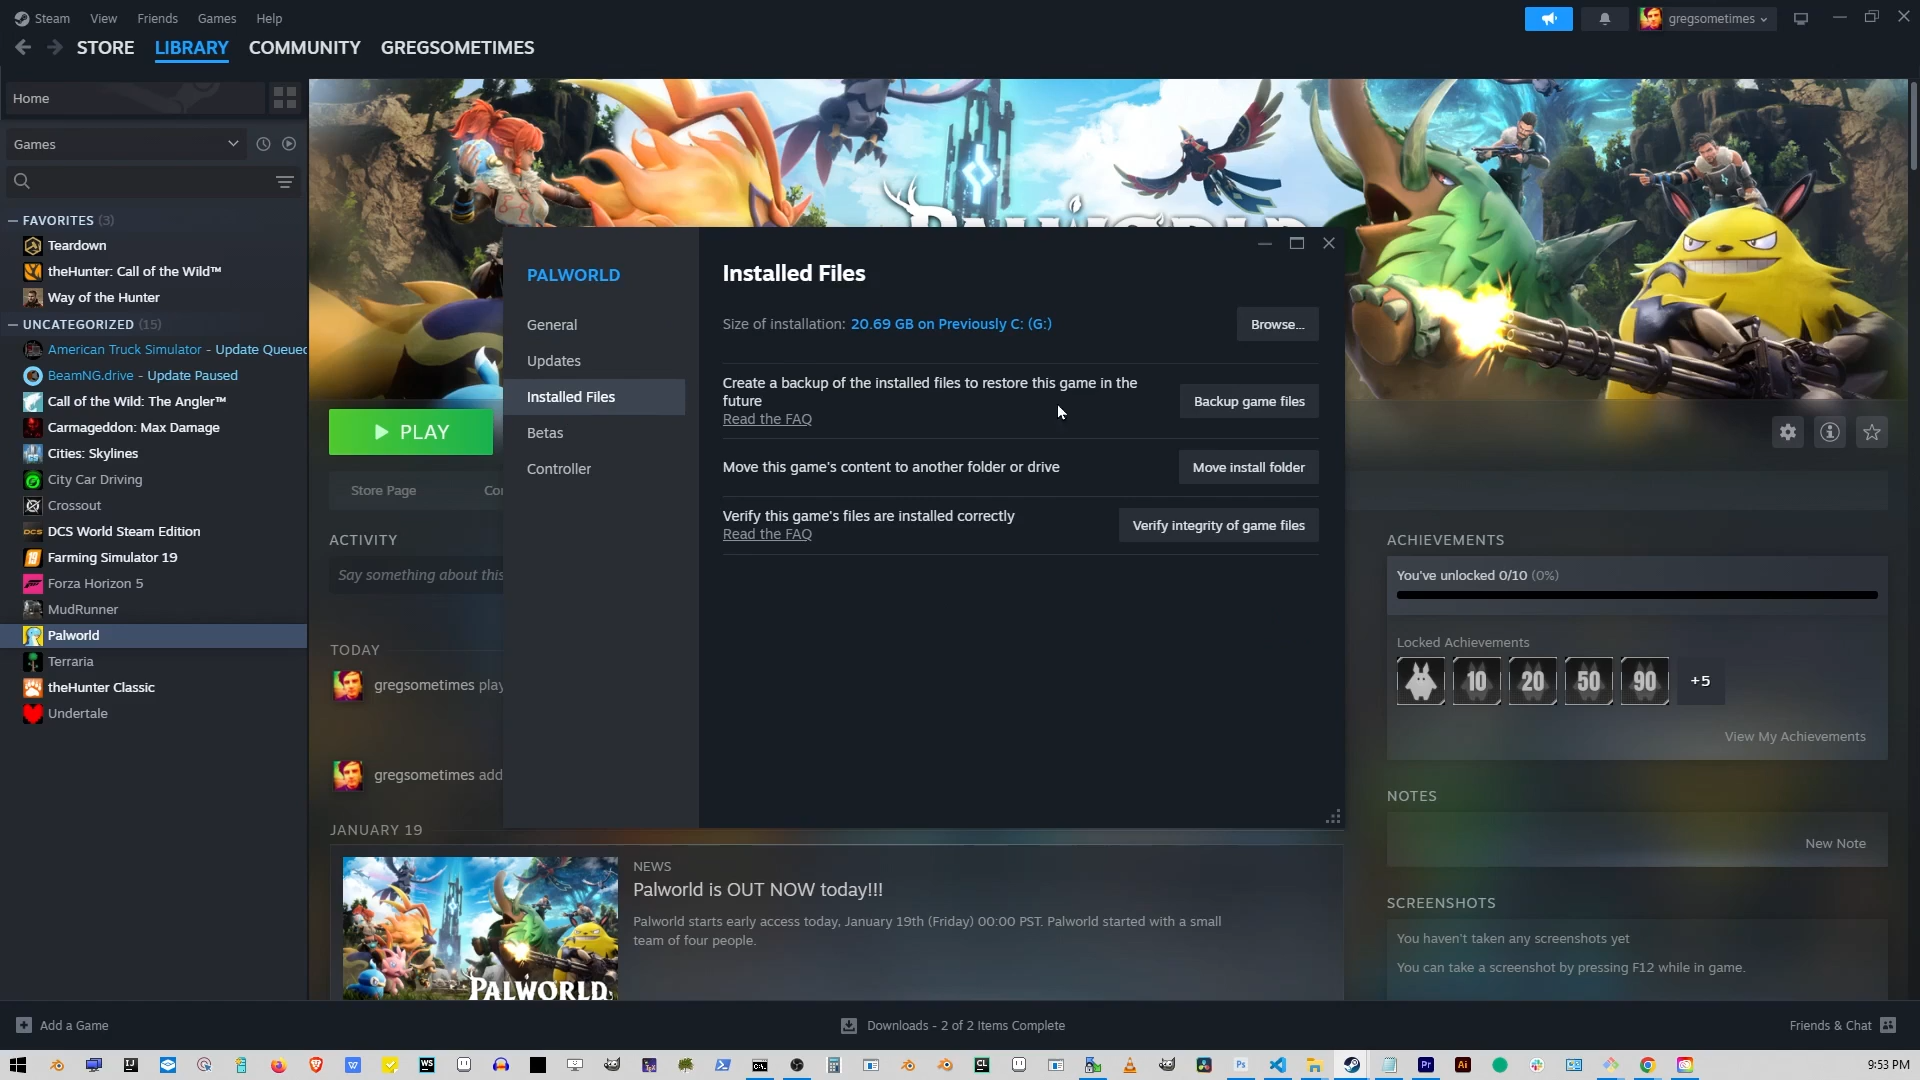 Steam View Friends Games Help
gregsometimes
STORE LIBRARY COMMUNITY GREGSOMETIMES
Home
Games
FAVORITES (3)
Teardown
theHunter: Call of the Wild™
Way of the Hunter
UNCATEGORIZED (15)
American Truck Simulator - Update Queued
BeamNG.drive - Update Paused
Call of the Wild: The Angler™
Carmageddon: Max Damage
Cities: Skylines
City Car Driving
Crossout
DCS World Steam Edition
Farming Simulator 19
Forza Horizon 5
MudRunner
Palworld
Terraria
theHunter Classic
Undertale
PALWORLD
PALWORLD
General
Updates
Installed Files
Betas
Controller
Installed Files
Size of installation: 20.69 GB on Previously C: (G:)
Browse...
Create a backup of the installed files to restore this game in the
future
Read the FAQ
Backup game files
Move this game's content to another folder or drive
Move install folder
Verify this game's files are installed correctly
Read the FAQ
Verify integrity of game files
PLAY
Store Page
ACTIVITY
Say something about this
TODAY
gregsometimes play
gregsometimes add
JANUARY 19
NEWS
Palworld is OUT NOW today!!!
Palworld starts early access today, January 19th (Friday) 00:00 PST. Palworld started with a small
team of four people.
PALWORLD
ACHIEVEMENTS
You've unlocked 0/10 (0%)
Locked Achievements
10 20 50 90 +5
View My Achievements
NOTES
New Note
SCREENSHOTS
You haven't taken any screenshots yet
You can take a screenshot by pressing F12 while in game.
Add a Game
Downloads - 2 of 2 Items Complete
Friends & Chat
9:53 PM